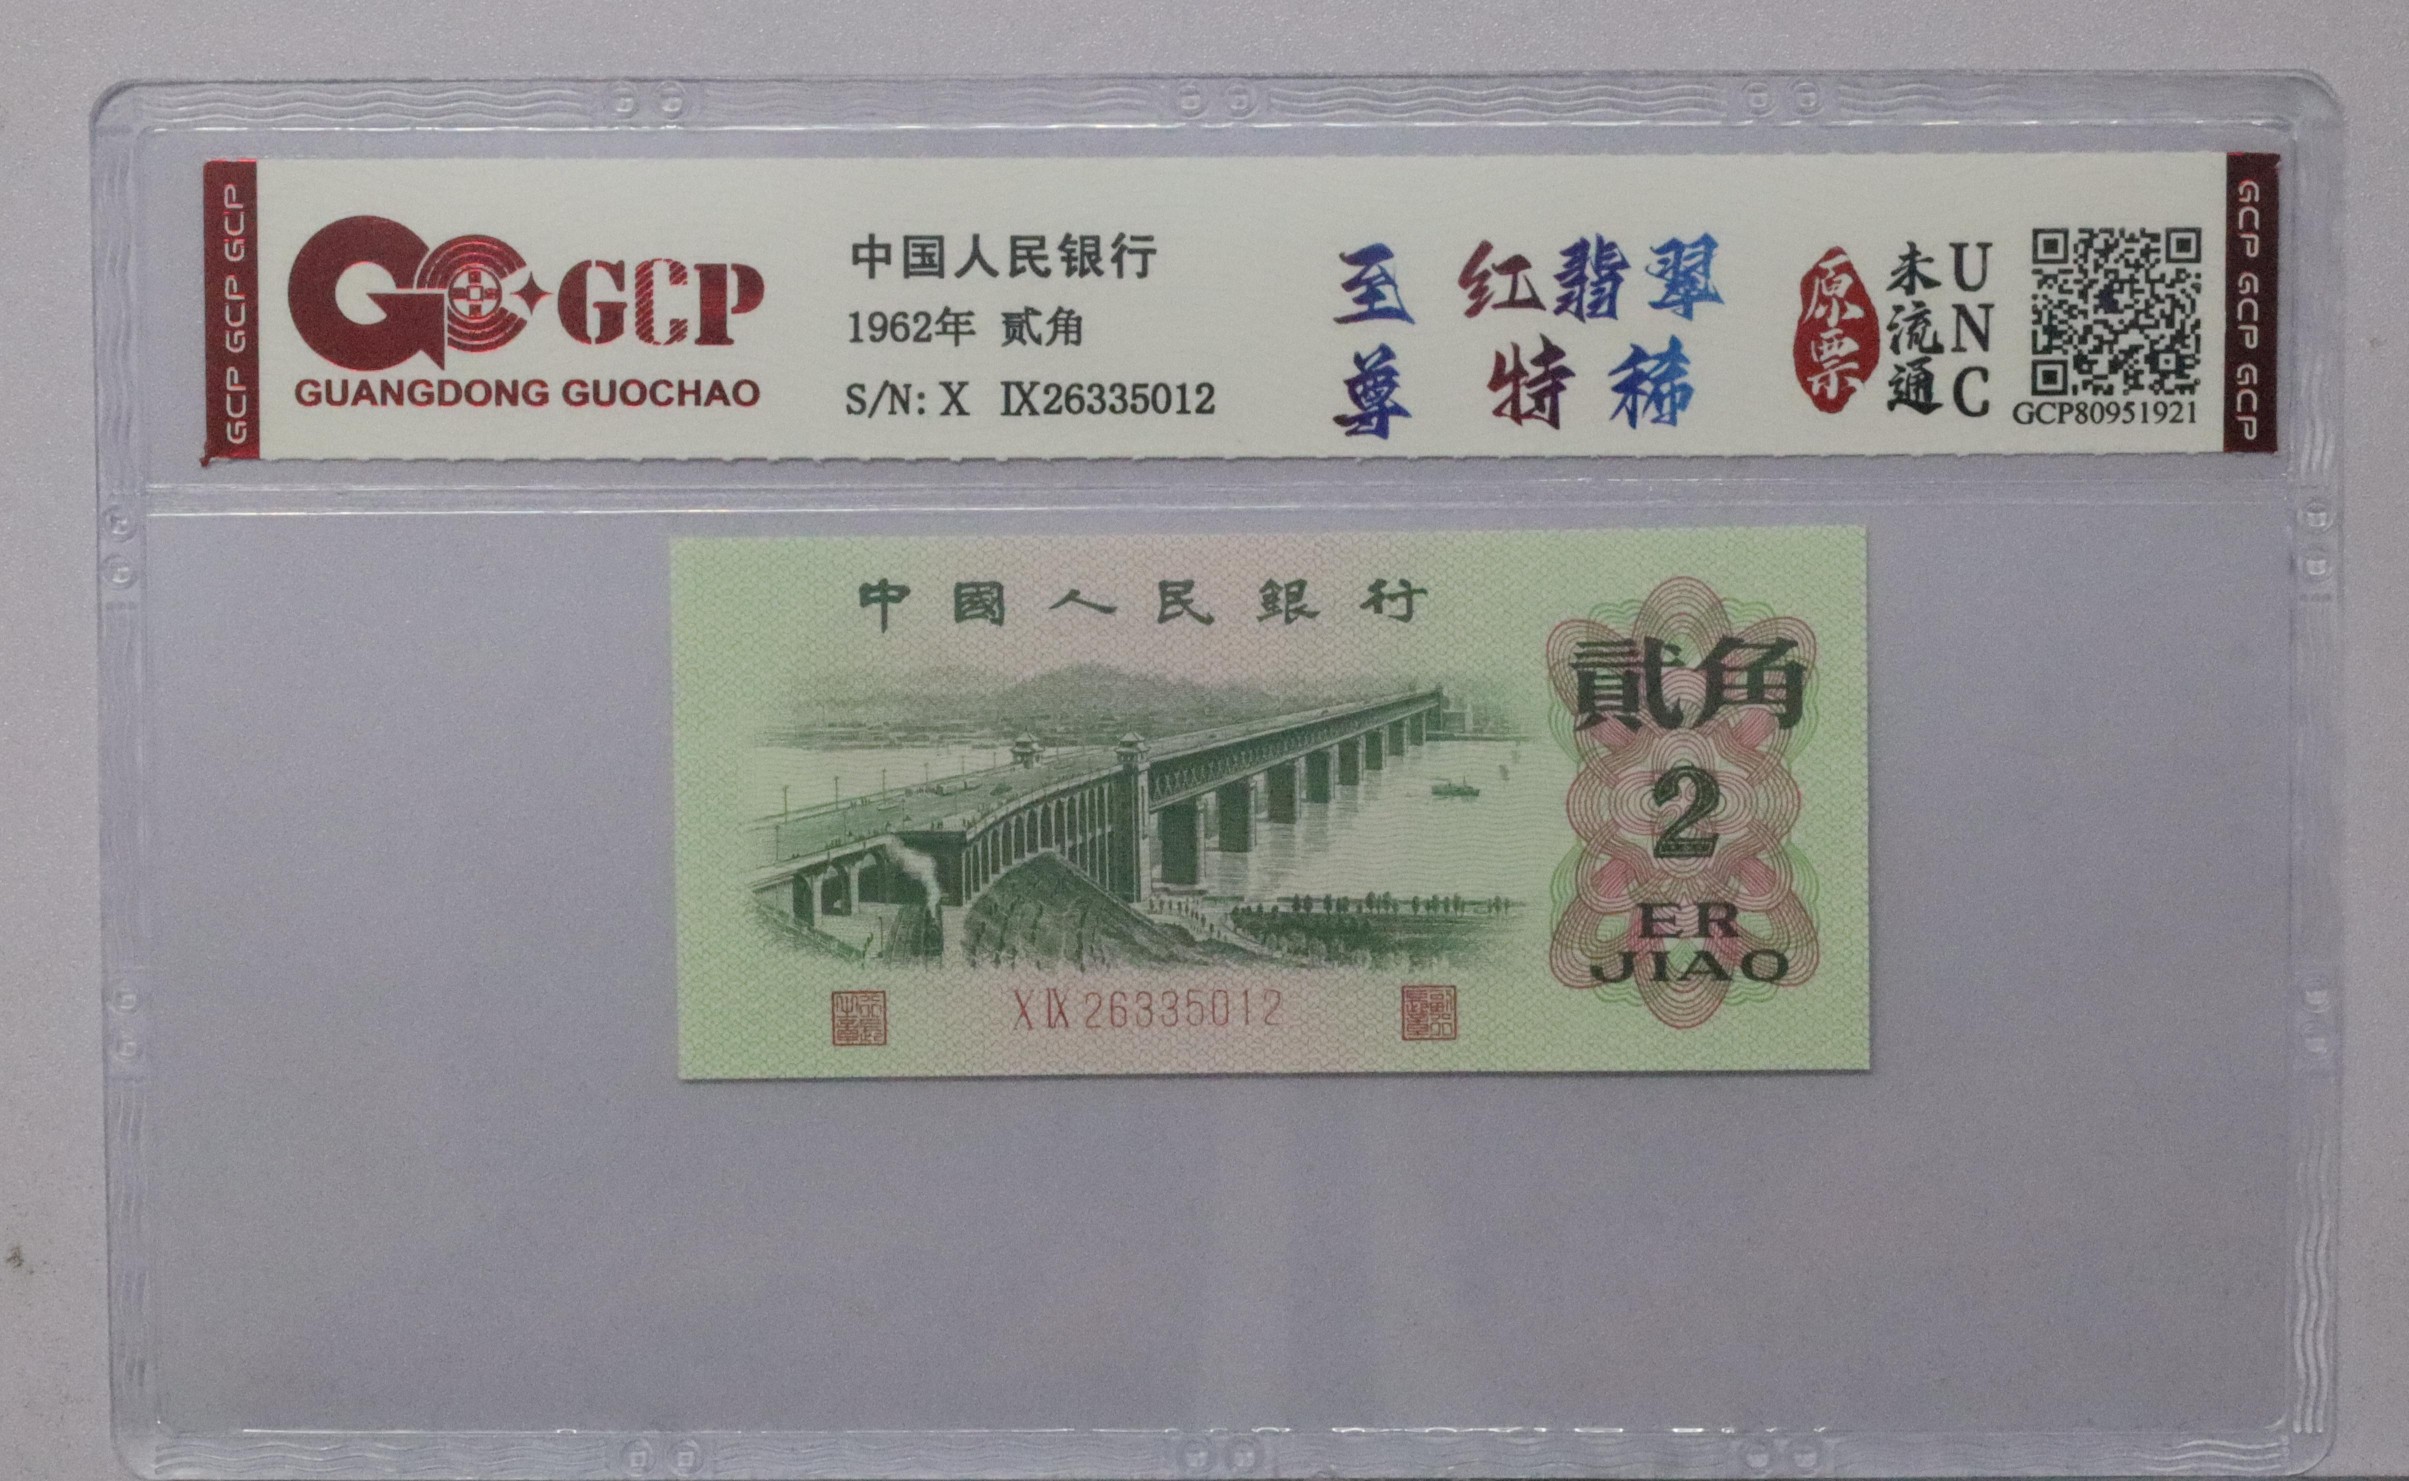 GCP GCP GCP
GCP
GUANGDONG GUOCHAO
中国人民银行
1962年 贰角
S/N: X Ⅸ26335012
至尊
红翡翠
特稀
原票
未流通
UNC
GCP80951921
GCP GCP GCP
中國人民銀行
貳角
2
ER
JIAO
X Ⅸ 26335012